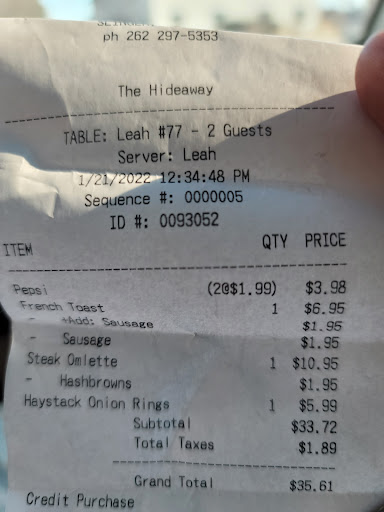 ph 262 297-5353
The Hideaway
TABLE: Leah #77 - 2 Guests
Server: Leah
1/21/2022 12:34:48 PM
Sequence #: 0000005
ID #: 0093052
ITEM QTY PRICE
Pepsi (2@$1.99) $3.98
French Toast 1 $6.95
- +Add: Sausage $1.95
- Sausage $1.95
Steak Omlette 1 $10.95
- Hashbrowns $1.95
Haystack Onion Rings 1 $5.99
Subtotal $33.72
Total Taxes $1.89
Grand Total $35.61
Credit Purchase